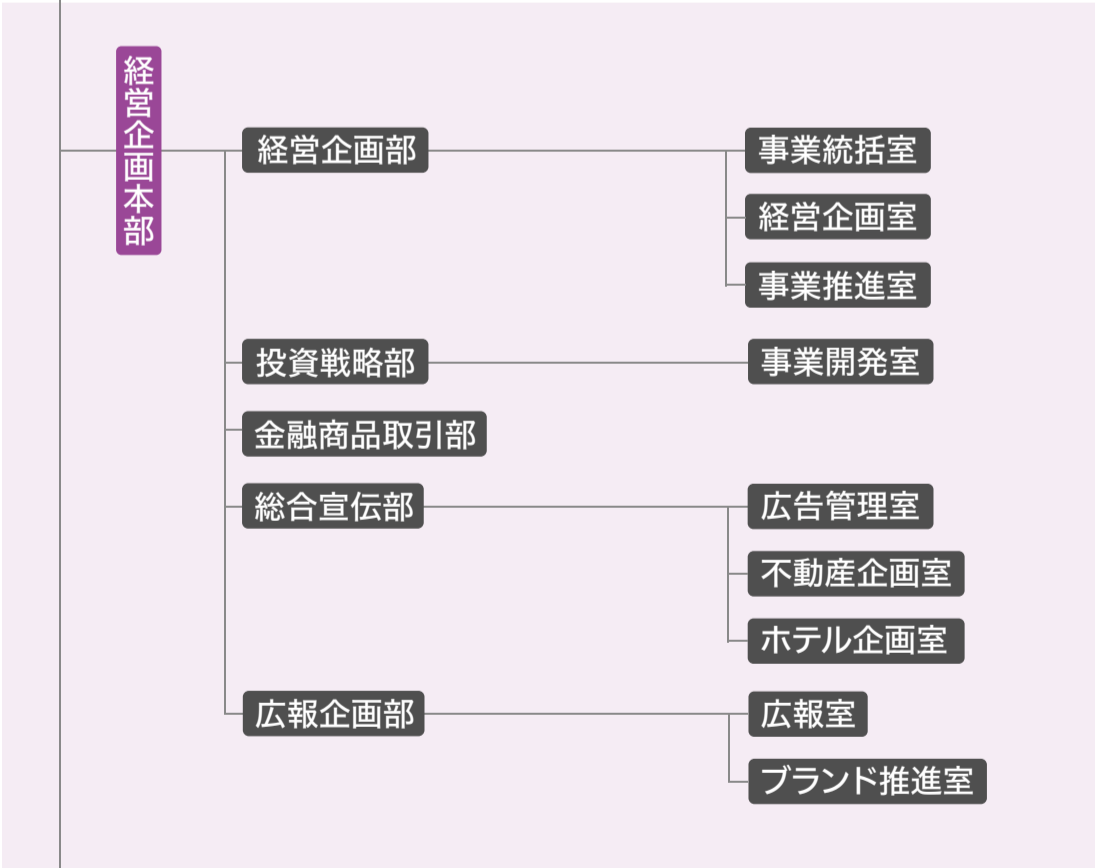 経営企画本部
経営企画部
事業統括室
経営企画室
事業推進室
投資戦略部
事業開発室
金融商品取引部
総合宣伝部
広告管理室
不動産企画室
ホテル企画室
広報企画部
広報室
ブランド推進室